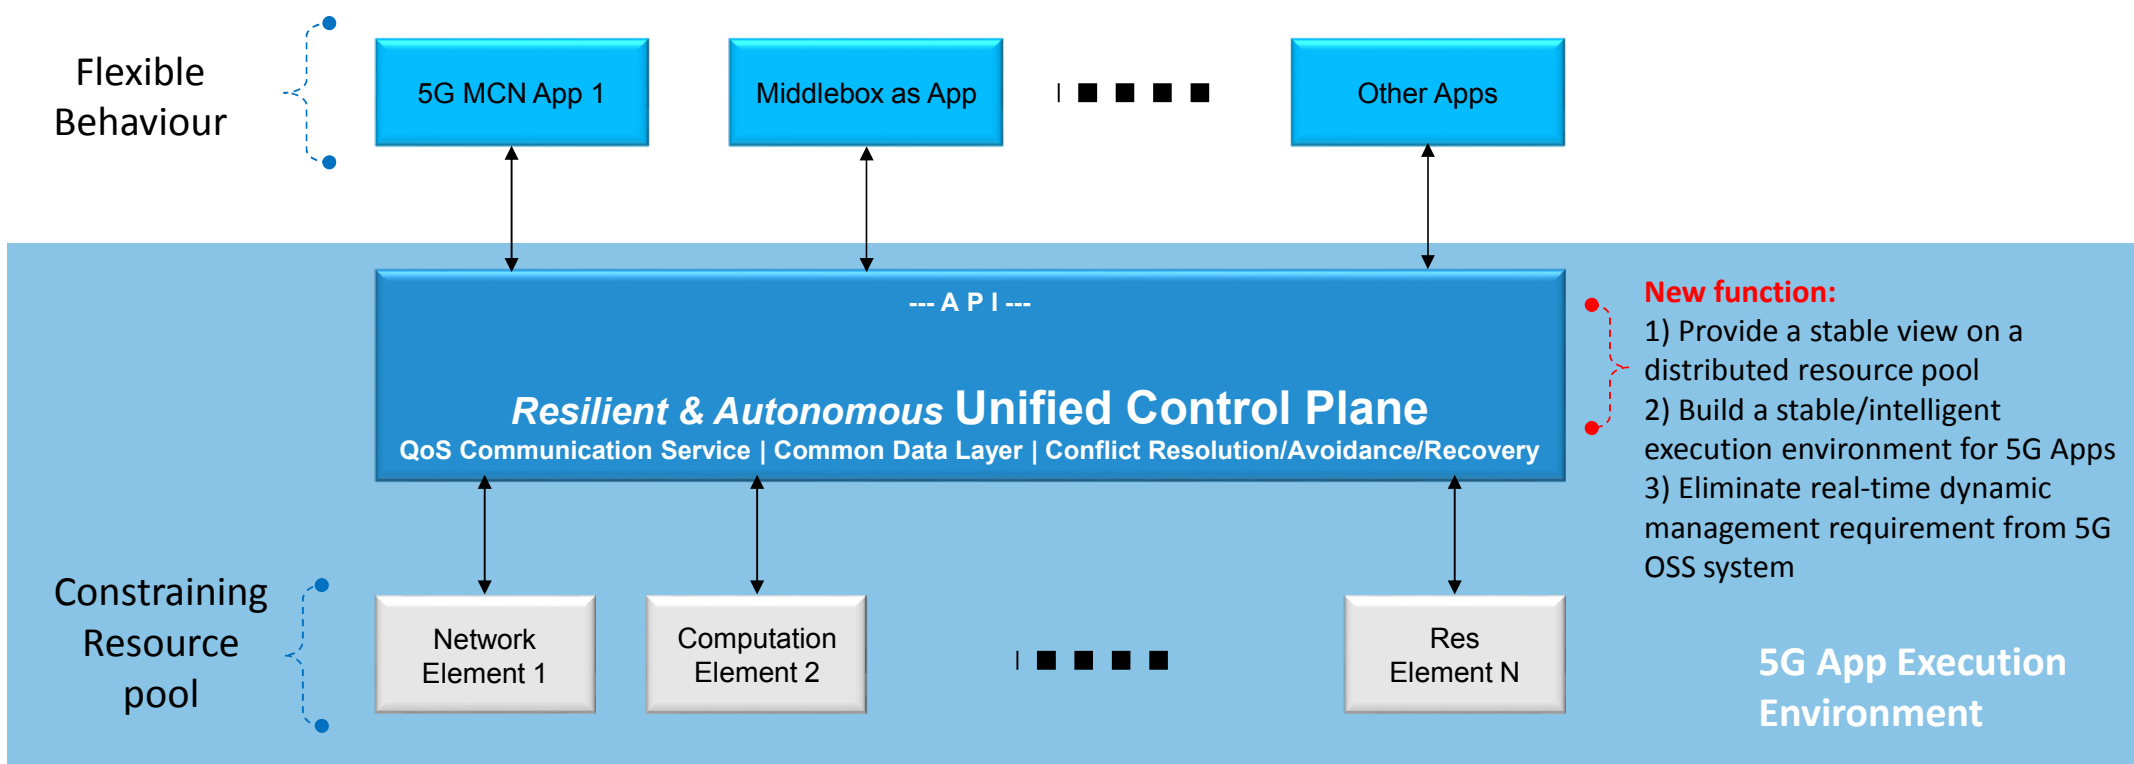 Flexible
Behaviour
5G MCN App 1
Middlebox as App
Other Apps
--- A P I ---
Resilient & Autonomous Unified Control Plane
QoS Communication Service | Common Data Layer | Conflict Resolution/Avoidance/Recovery
New function:
1) Provide a stable view on a
distributed resource pool
2) Build a stable/intelligent
execution environment for 5G Apps
3) Eliminate real-time dynamic
management requirement from 5G
OSS system
Constraining
Resource
pool
Network
Element 1
Computation
Element 2
Res
Element N
5G App Execution
Environment